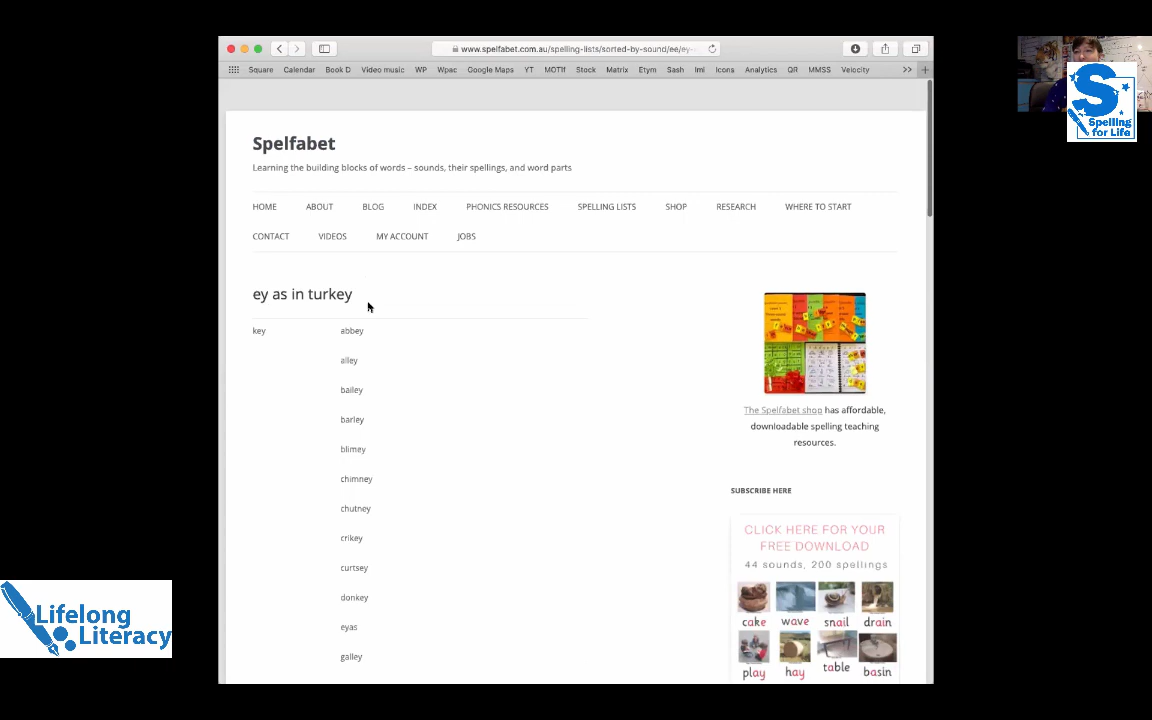 www.spelfabet.com.au/spelling-lists/sorted-by-sound/ee/ey-
Square Calendar Book D Video music WP Wpac Google Maps YT MOTIf Stock Matrix Etym Sash Imi Icons Analytics QR MMSS Velocity >>
Spelfabet
Learning the building blocks of words – sounds, their spellings, and word parts
HOME ABOUT BLOG INDEX PHONICS RESOURCES SPELLING LISTS SHOP RESEARCH WHERE TO START
CONTACT VIDEOS MY ACCOUNT JOBS
ey as in turkey
key abbey
alley
bailey
barley
blimey
chimney
chutney
crikey
curtsey
donkey
eyas
galley
The Spelfabet shop has affordable,
downloadable spelling teaching
resources.
SUBSCRIBE HERE
CLICK HERE FOR YOUR
FREE DOWNLOAD
44 sounds, 200 spellings
cake wave snail drain
play hay table basin
S
Spelling
for Life
Lifelong
Literacy